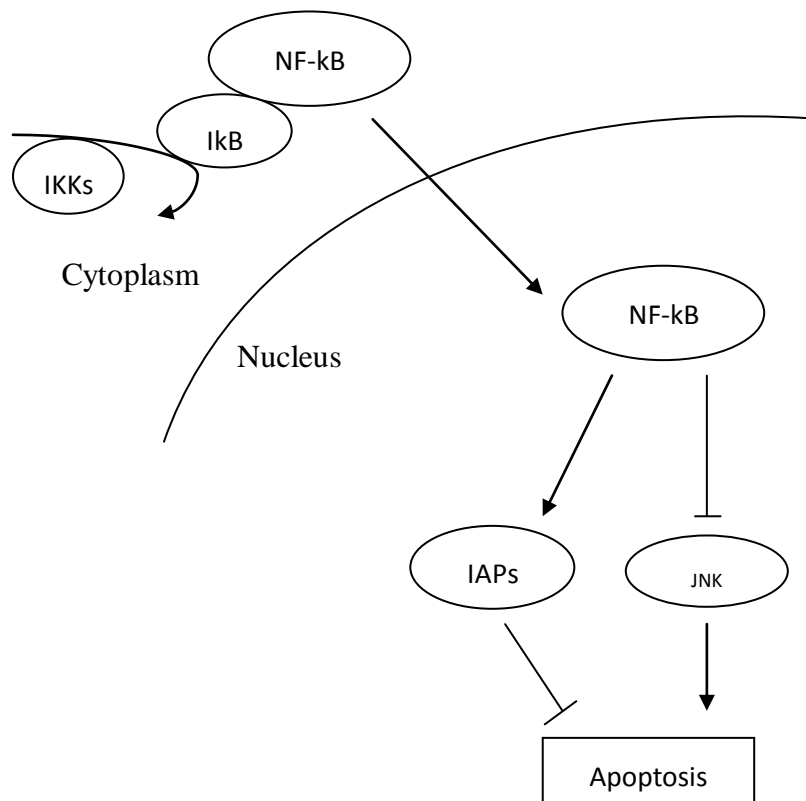 NF-kB
IkB
IKKs
Cytoplasm
NF-kB
Nucleus
IAPs
JNK
Apoptosis